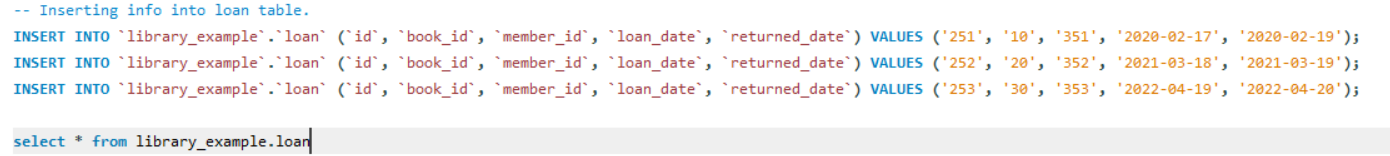 -- Inserting info into loan table.
INSERT INTO `library_example`.`loan` (`id`, `book_id`, `member_id`, `loan_date`, `returned_date`) VALUES ('251', '10', '351', '2020-02-17', '2020-02-19');
INSERT INTO `library_example`.`loan` (`id`, `book_id`, `member_id`, `loan_date`, `returned_date`) VALUES ('252', '20', '352', '2021-03-18', '2021-03-19');
INSERT INTO `library_example`.`loan` (`id`, `book_id`, `member_id`, `loan_date`, `returned_date`) VALUES ('253', '30', '353', '2022-04-19', '2022-04-20');
select * from library_example.loan